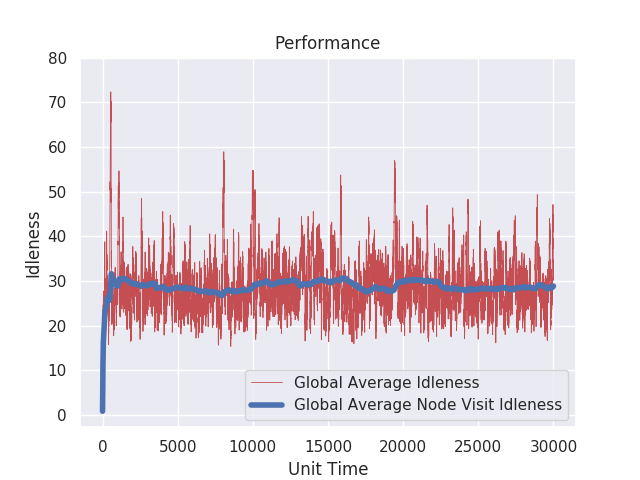 Performance
80
70
60
50
40
30
20
10
0
Idleness
0 5000 10000 15000 20000 25000 30000
Unit Time
Global Average Idleness
Global Average Node Visit Idleness